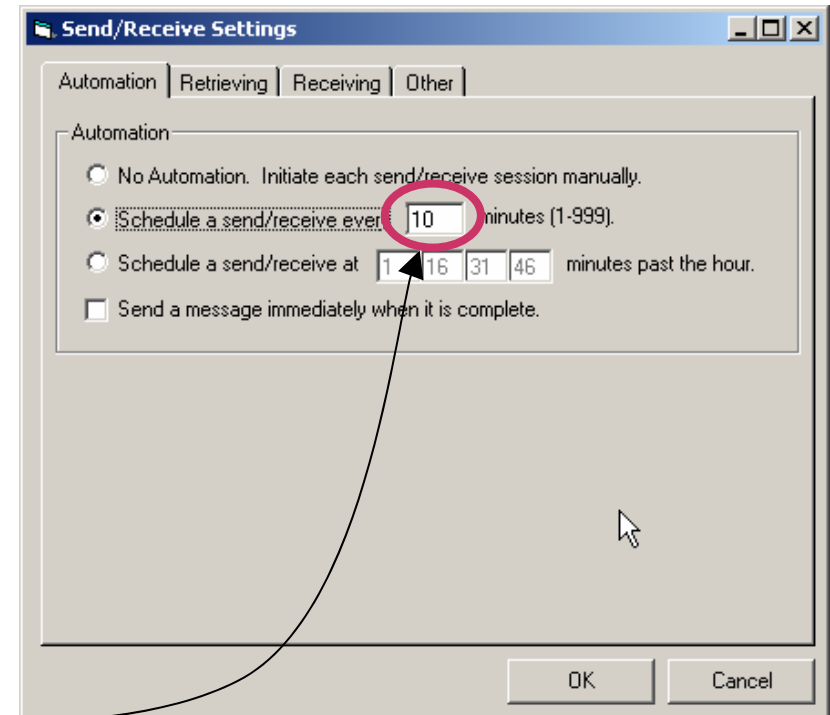 Send/Receive Settings
Automation Retrieving Receiving Other
Automation
No Automation. Initiate each send/receive session manually.
Schedule a send/receive ever 10 minutes (1-999).
Schedule a send/receive at 1 16 31 46 minutes past the hour.
Send a message immediately when it is complete.
OK Cancel